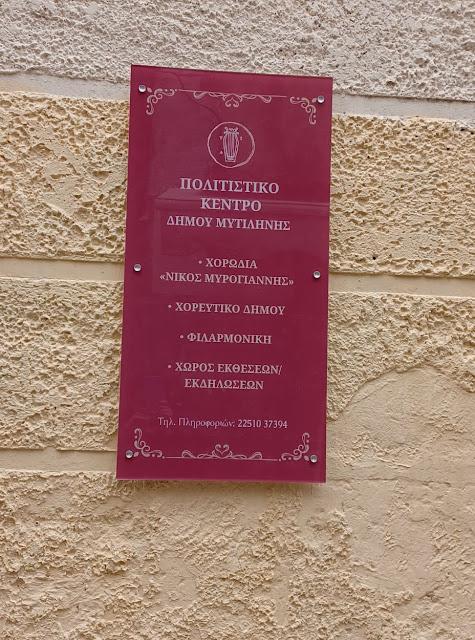 ΠΟΛΙΤΙΣΤΙΚΟ
ΚΕΝΤΡΟ
ΔΗΜΟΥ ΜΥΤΙΛΗΝΗΣ
• ΧΟΡΩΔΙΑ
«ΝΙΚΟΣ ΜΥΡΟΓΙΑΝΝΗΣ»
• ΧΟΡΕΥΤΙΚΟ ΔΗΜΟΥ
• ΦΙΛΑΡΜΟΝΙΚΗ
• ΧΩΡΟΣ ΕΚΘΕΣΕΩΝ/
ΕΚΔΗΛΩΣΕΩΝ
Τηλ. Πληροφοριών: 22510 37394